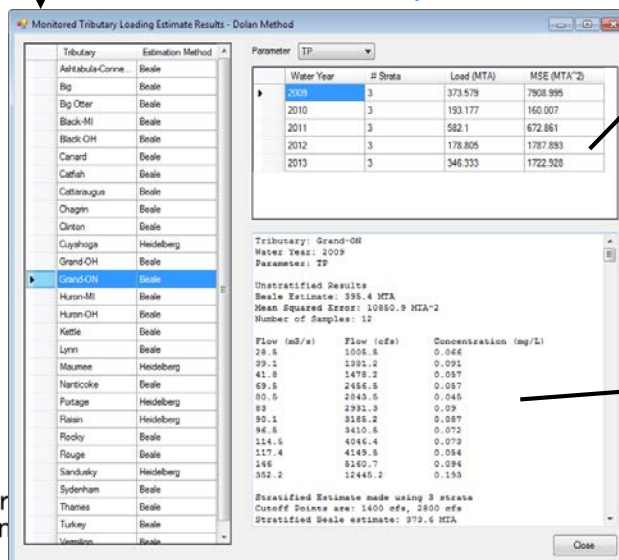 Monitored Tributary Loading Estimate Results - Dolan Method
Tributary Estimation Method
Ashtabula-Conne... Beale
Big Beale
Big Otter Beale
Black-MI Beale
Black-OH Beale
Canard Beale
Catfish Beale
Cattaraugus Beale
Chagrin Beale
Clinton Beale
Cuyahoga Heidelberg
Grand-OH Beale
Grand-ON Beale
Huron-MI Beale
Huron-OH Beale
Kettle Beale
Lynn Beale
Maumee Heidelberg
Nanticoke Beale
Portage Heidelberg
Raisin Heidelberg
Rocky Beale
Rouge Beale
Sandusky Heidelberg
Sydenham Beale
Thames Beale
Turkey Beale
Vermilion Beale
Parameter TP
Water Year # Strata Load (MTA) MSE (MTA^2)
2009 3 373.579 7908.995
2010 3 193.177 160.007
2011 3 582.1 672.861
2012 3 178.805 1787.893
2013 3 346.333 1722.928
Tributary: Grand-ON
Water Year: 2009
Parameter: TP
Unstratified Results
Beale Estimate: 395.4 MTA
Mean Squared Error: 10850.9 MTA^2
Number of Samples: 12
Flow (m3/s) Flow (cfs) Concentration (mg/L)
28.5 1005.5 0.066
39.1 1381.2 0.091
41.8 1478.2 0.057
69.5 2456.5 0.057
80.5 2843.5 0.045
83 2931.3 0.09
90.1 3185.2 0.087
96.5 3410.5 0.072
114.5 4046.4 0.073
117.4 4149.5 0.054
146 5160.7 0.094
352.2 12445.2 0.193
Stratified Estimate made using 3 strata
Cutoff Points are: 1400 cfs, 2800 cfs
Stratified Beale estimate: 373.6 MTA
Close